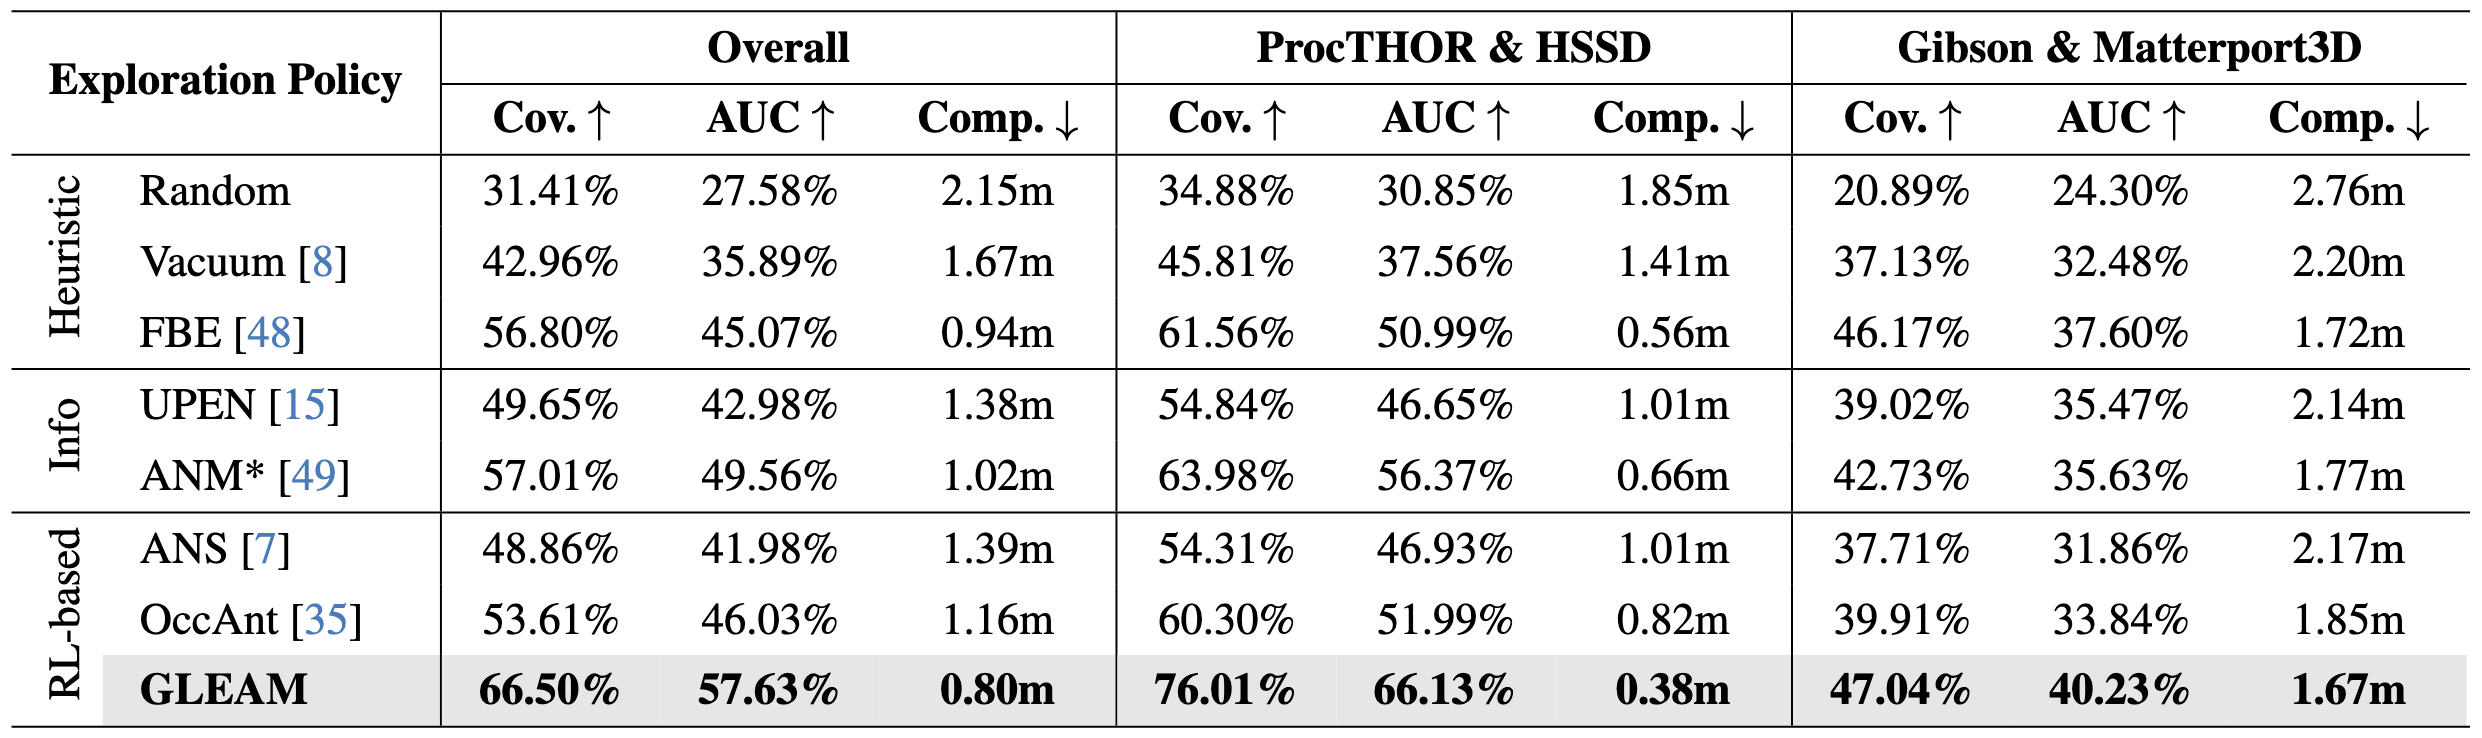 Exploration Policy Overall ProcTHOR & HSSD Gibson & Matterport3D
Cov. ↑ AUC ↑ Comp. ↓ Cov. ↑ AUC ↑ Comp. ↓ Cov. ↑ AUC ↑ Comp. ↓
Heuristic
Random 31.41% 27.58% 2.15m 34.88% 30.85% 1.85m 20.89% 24.30% 2.76m
Vacuum [8] 42.96% 35.89% 1.67m 45.81% 37.56% 1.41m 37.13% 32.48% 2.20m
FBE [48] 56.80% 45.07% 0.94m 61.56% 50.99% 0.56m 46.17% 37.60% 1.72m
Info
UPEN [15] 49.65% 42.98% 1.38m 54.84% 46.65% 1.01m 39.02% 35.47% 2.14m
ANM* [49] 57.01% 49.56% 1.02m 63.98% 56.37% 0.66m 42.73% 35.63% 1.77m
RL-based
ANS [7] 48.86% 41.98% 1.39m 54.31% 46.93% 1.01m 37.71% 31.86% 2.17m
OccAnt [35] 53.61% 46.03% 1.16m 60.30% 51.99% 0.82m 39.91% 33.84% 1.85m
GLEAM 66.50% 57.63% 0.80m 76.01% 66.13% 0.38m 47.04% 40.23% 1.67m